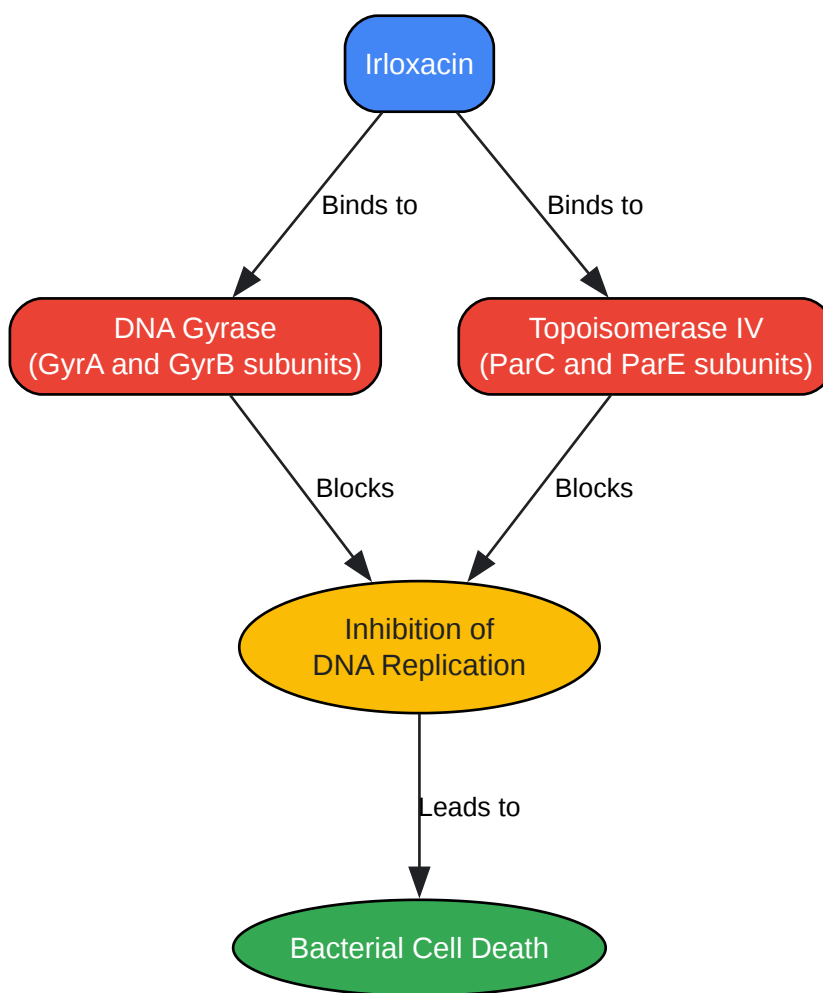 Irloxacin
Binds to
Binds to
DNA Gyrase
(GyrA and GyrB subunits)
Topoisomerase IV
(ParC and ParE subunits)
Blocks
Blocks
Inhibition of
DNA Replication
Leads to
Bacterial Cell Death